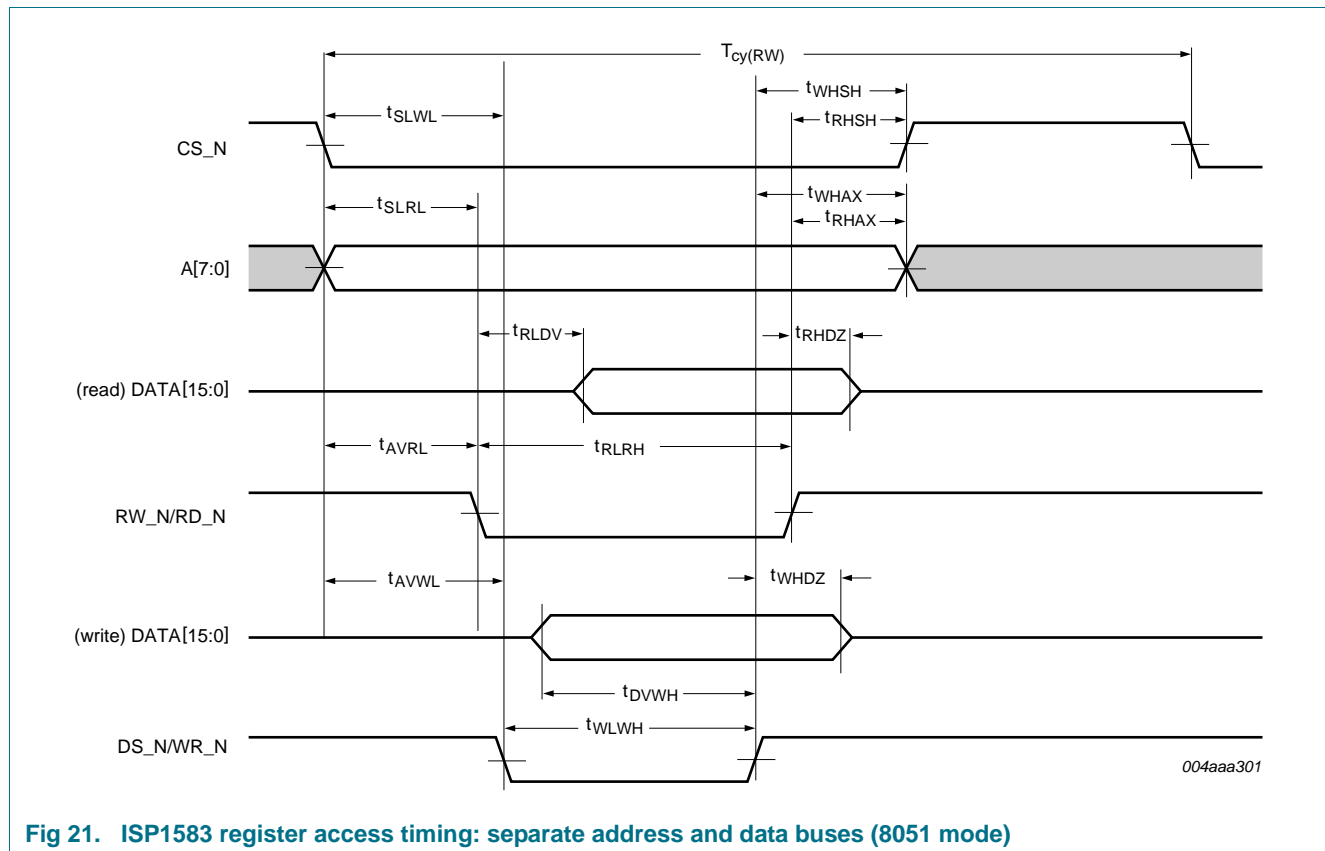 Tcy(RW)
tWHSH
tSLWL
tRHSH
CS_N
tWHAX
tSLRL
tRHAX
A[7:0]
tRLDV
tRHDZ
(read) DATA[15:0]
tAVRL
tRLRH
RW_N/RD_N
tAVWL
tWHDZ
(write) DATA[15:0]
tDVWH
tWLWH
DS_N/WR_N
004aaa301
Fig 21. ISP1583 register access timing: separate address and data buses (8051 mode)